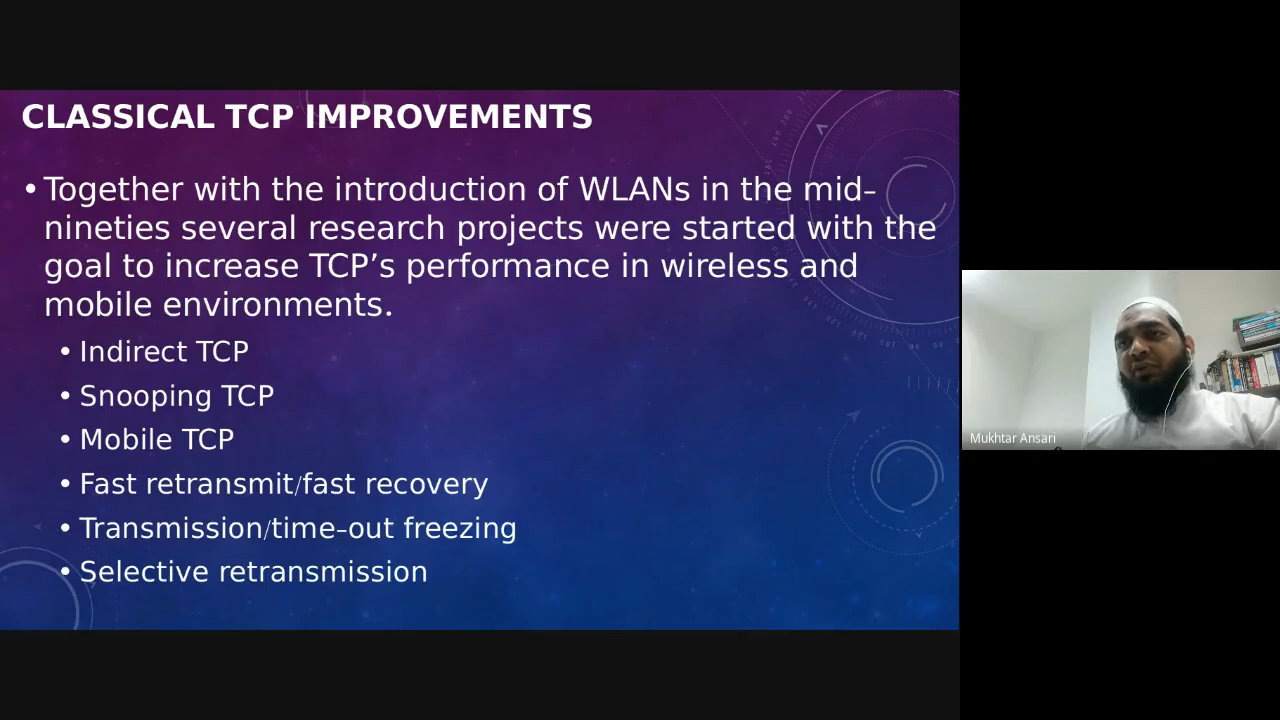 CLASSICAL TCP IMPROVEMENTS
• Together with the introduction of WLANs in the mid-
nineties several research projects were started with the
goal to increase TCP’s performance in wireless and
mobile environments.
• Indirect TCP
• Snooping TCP
• Mobile TCP
• Fast retransmit/fast recovery
• Transmission/time-out freezing
• Selective retransmission
Mukhtar Ansari